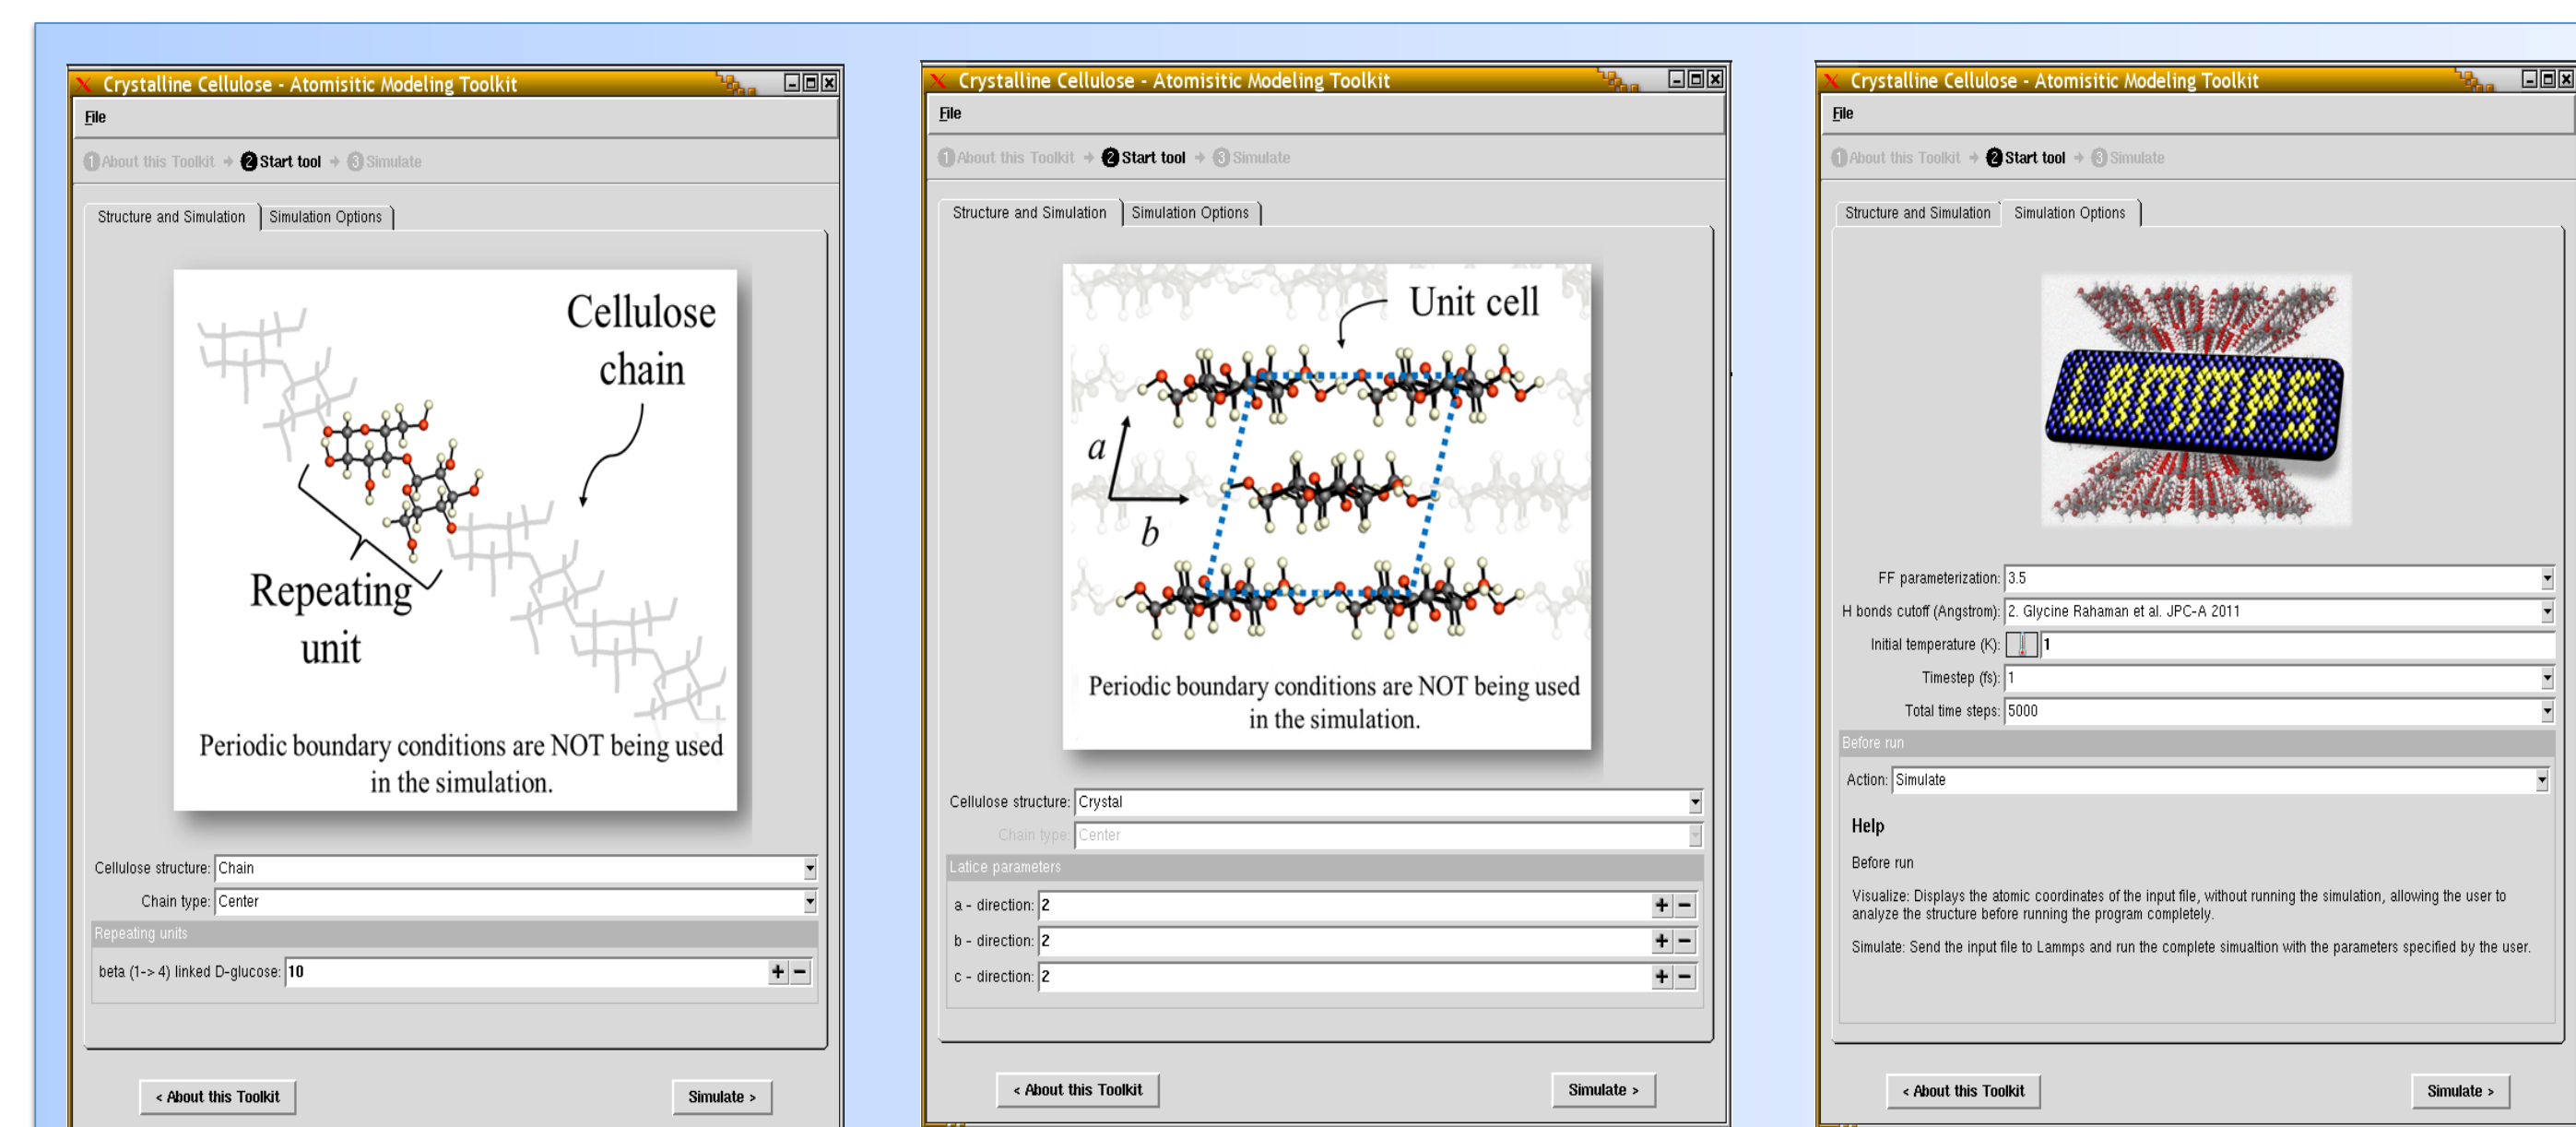 Crystalline Cellulose - Atomisitic Modeling Toolkit
File
1 About this Toolkit → 2 Start tool → 3 Simulate
Structure and Simulation Simulation Options
Cellulose
chain
Repeating
unit
Periodic boundary conditions are NOT being used
in the simulation.
Cellulose structure: Chain
Chain type: Center
Repeating units
beta (1-> 4) linked D-glucose: 10
< About this Toolkit Simulate >
Crystalline Cellulose - Atomisitic Modeling Toolkit
File
1 About this Toolkit → 2 Start tool → 3 Simulate
Structure and Simulation Simulation Options
Unit cell
a
b
Periodic boundary conditions are NOT being used
in the simulation.
Cellulose structure: Crystal
Chain type: Center
Latice parameters
a - direction: 2
b - direction: 2
c - direction: 2
< About this Toolkit Simulate >
Crystalline Cellulose - Atomisitic Modeling Toolkit
File
1 About this Toolkit → 2 Start tool → 3 Simulate
Structure and Simulation Simulation Options
LAMMPS
FF parameterization: 3.5
H bonds cutoff (Angstrom): 2. Glycine Rahaman et al. JPC-A 2011
Initial temperature (K): 1
Timestep (fs): 1
Total time steps: 5000
Before run
Action: Simulate
Help
Before run
Visualize: Displays the atomic coordinates of the input file, without running the simulation, allowing the user to
analyze the structure before running the program completely.
Simulate: Send the input file to Lammps and run the complete simualtion with the parameters specified by the user.
< About this Toolkit Simulate >